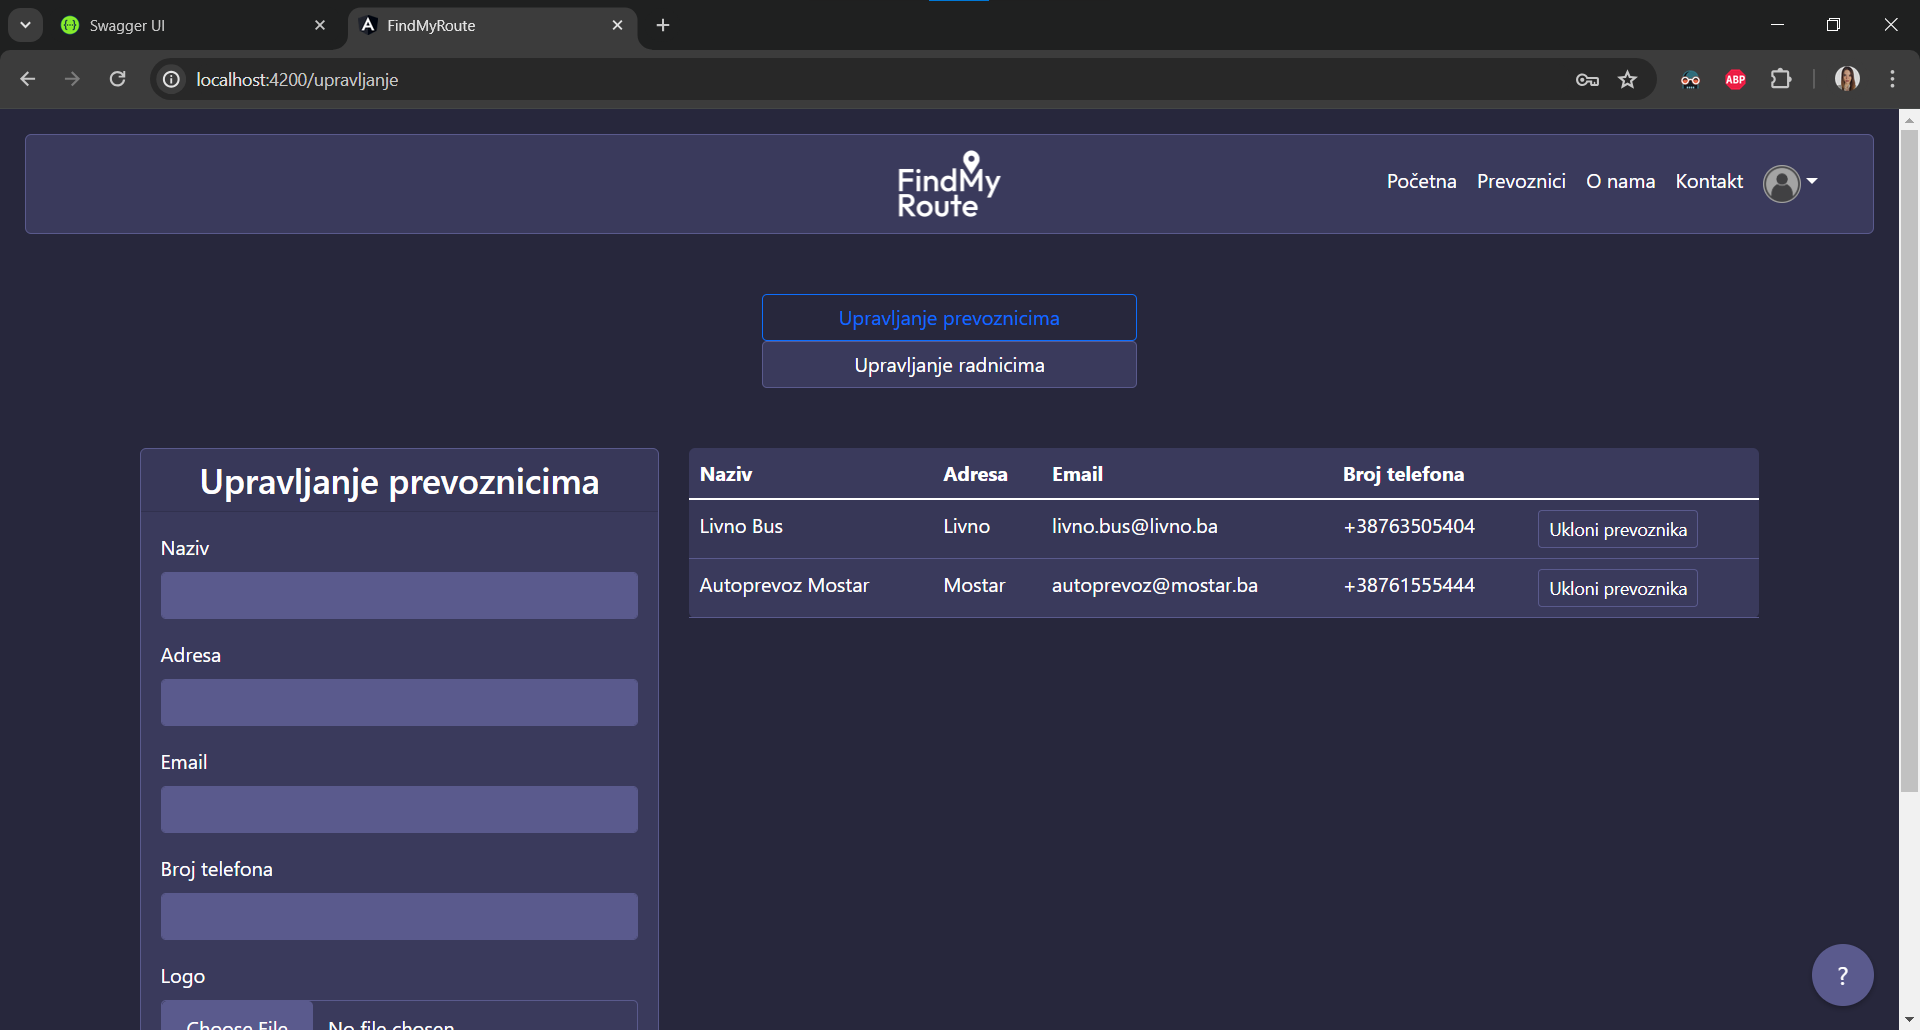 Swagger UI
FindMyRoute
localhost:4200/upravljanje
ABP
FindMy
Route
Početna Prevoznici O nama Kontakt
Upravljanje prevoznicima
Upravljanje radnicima
Upravljanje prevoznicima
Naziv
Adresa
Email
Broj telefona
Logo
Choose File No file chosen
Naziv Adresa Email Broj telefona
Livno Bus Livno livno.bus@livno.ba +38763505404 Ukloni prevoznika
Autoprevoz Mostar Mostar autoprevoz@mostar.ba +38761555444 Ukloni prevoznika
?